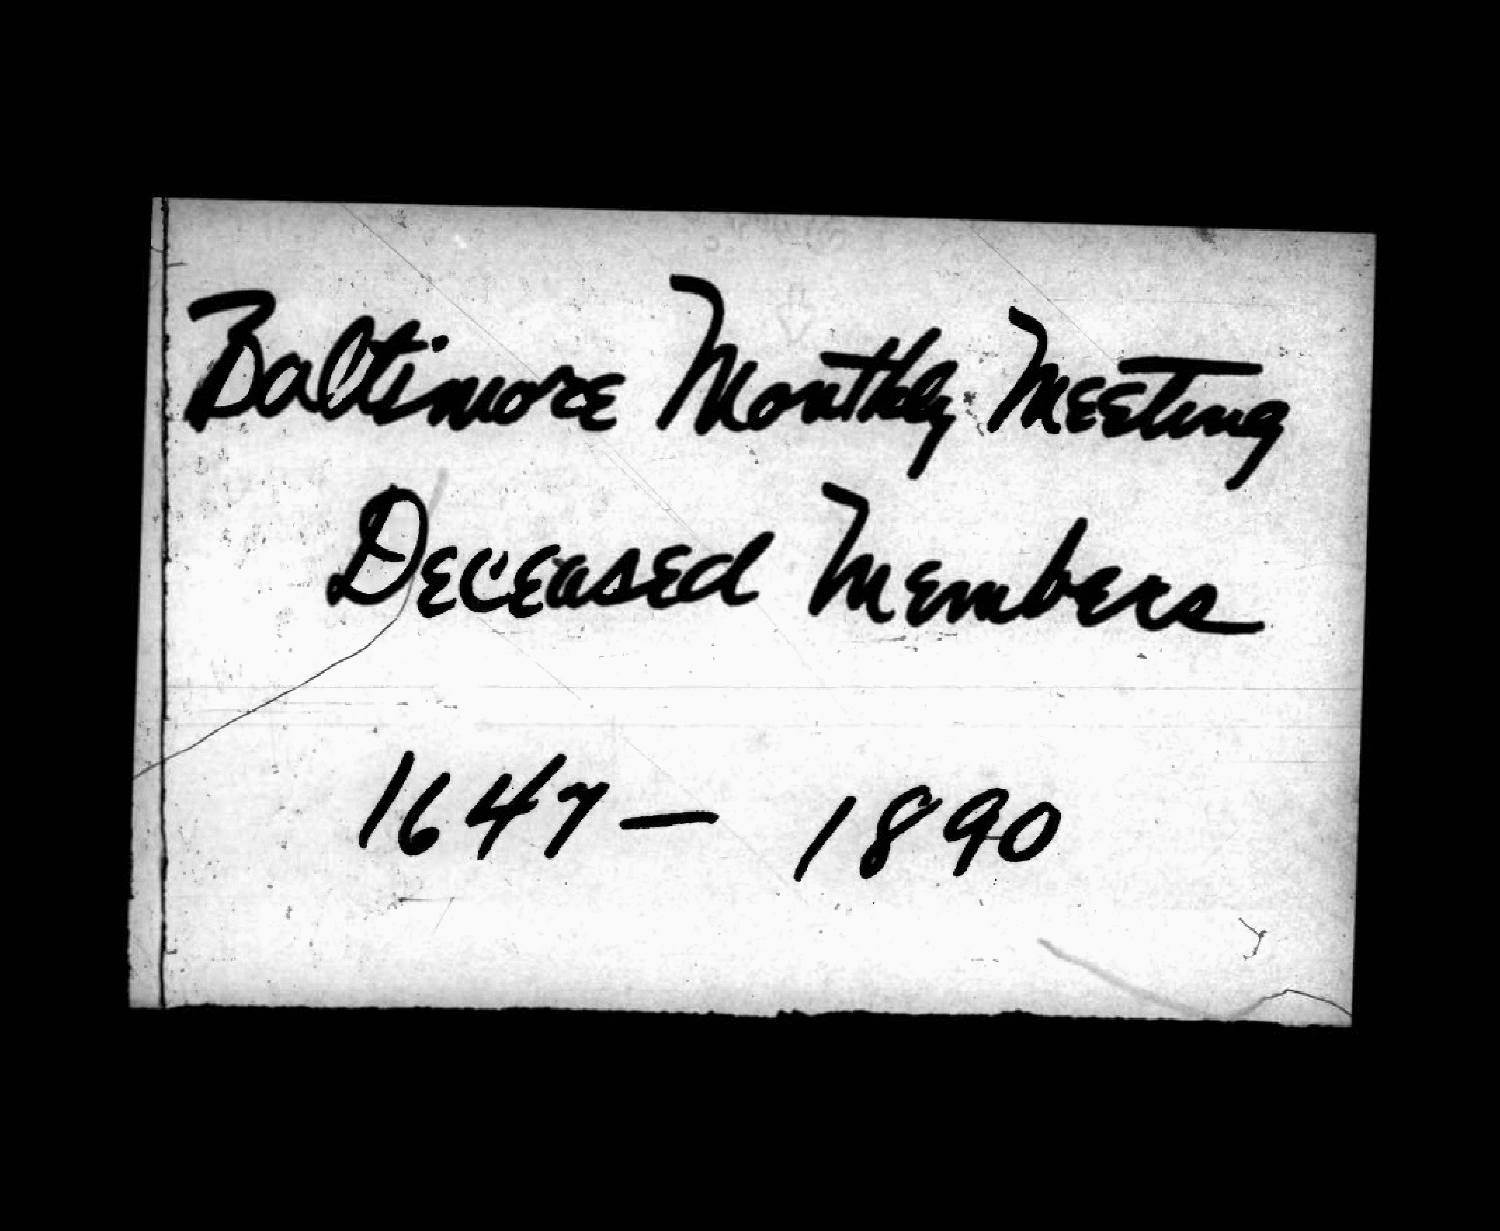 Baltimore Monthly Meeting
Deceased Members
1647 — 1890